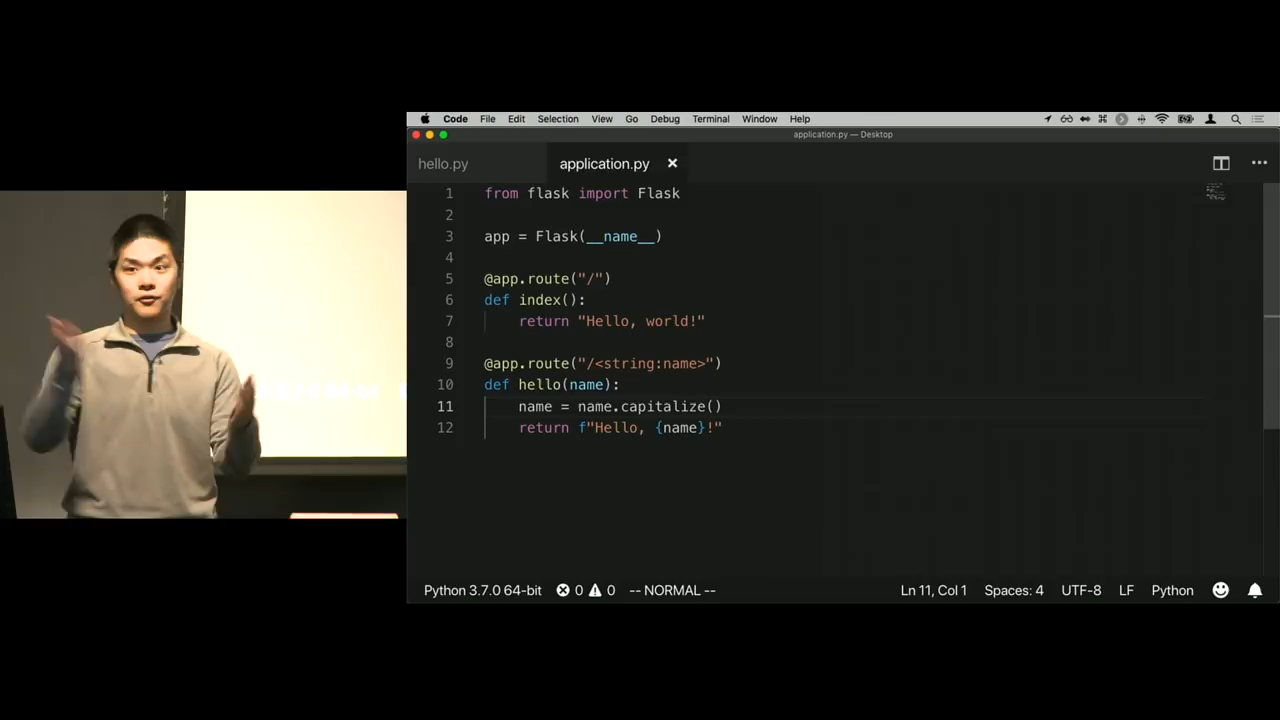 Code File Edit Selection View Go Debug Terminal Window Help
application.py — Desktop
hello.py application.py
1 from flask import Flask
2
3 app = Flask(__name__)
4
5 @app.route("/")
6 def index():
7 return "Hello, world!"
8
9 @app.route("/<string:name>")
10 def hello(name):
11 name = name.capitalize()
12 return f"Hello, {name}!"
Python 3.7.0 64-bit 0 0 -- NORMAL -- Ln 11, Col 1 Spaces: 4 UTF-8 LF Python